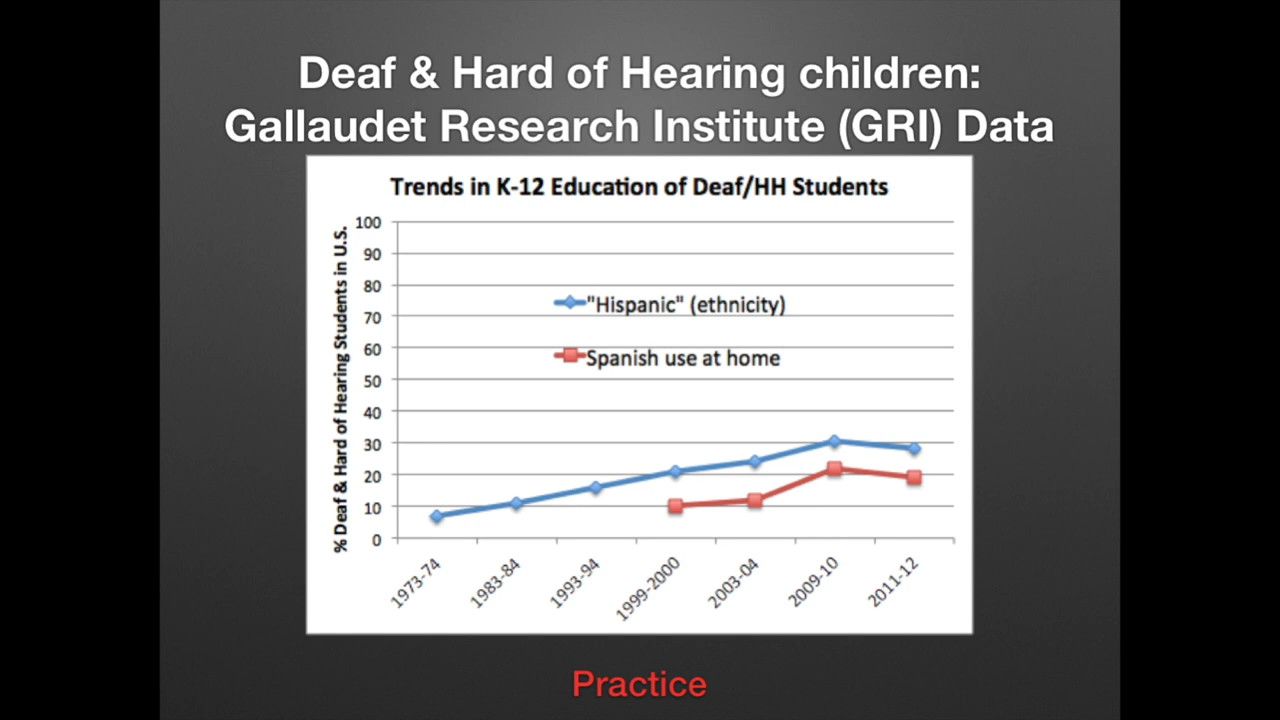 Deaf & Hard of Hearing children:
Gallaudet Research Institute (GRI) Data
Trends in K-12 Education of Deaf/HH Students
% Deaf & Hard of Hearing Students in U.S.
100
90
80
70
60
50
40
30
20
10
0
"Hispanic" (ethnicity)
Spanish use at home
1973-74
1983-84
1993-94
1999-2000
2003-04
2009-10
2011-12
Practice